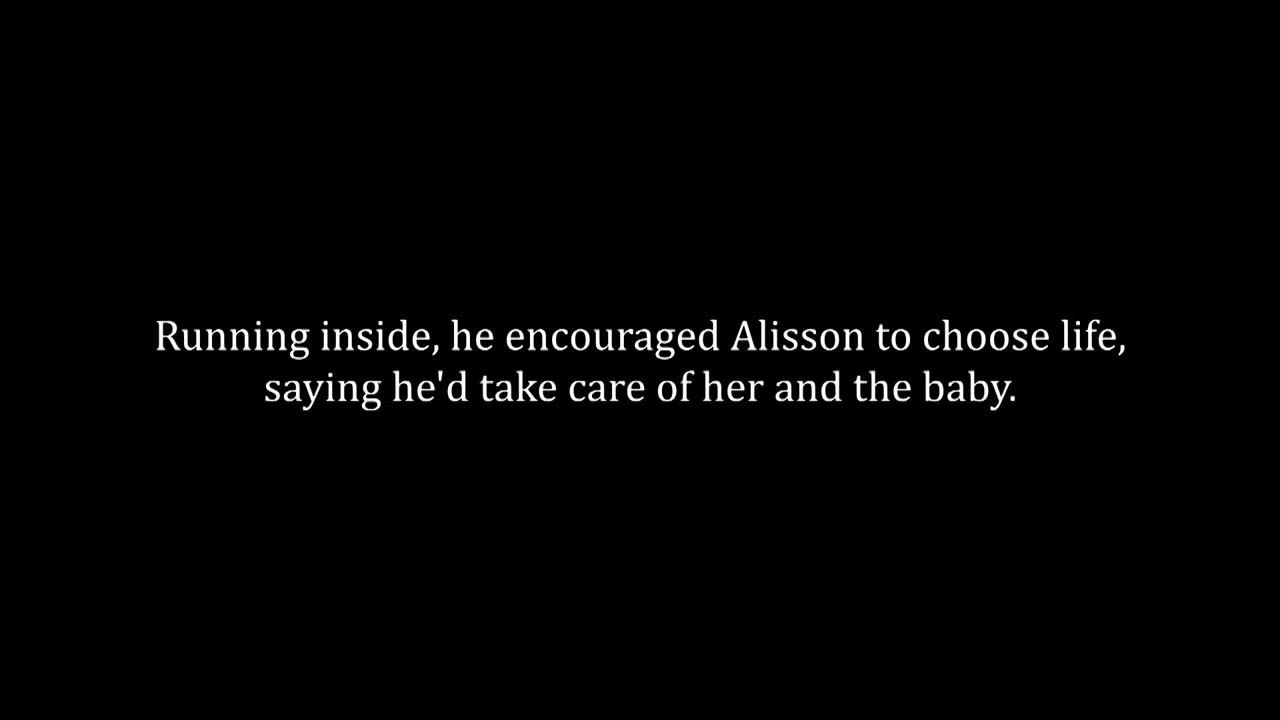 Running inside, he encouraged Alisson to choose life,
saying he'd take care of her and the baby.